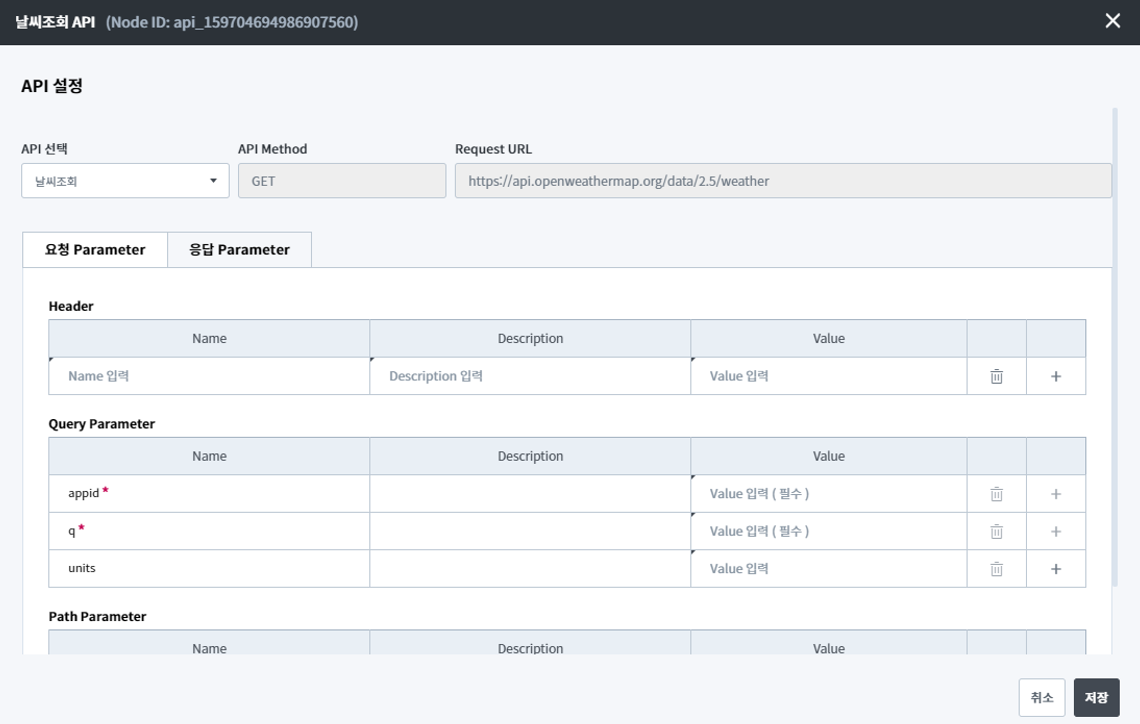 날씨조회 API (Node ID: api_159704694986907560)
API 설정
API 선택 API Method Request URL
날씨조회 GET https://api.openweathermap.org/data/2.5/weather
요청 Parameter 응답 Parameter
Header
Name Description Value
Name 입력 Description 입력 Value 입력
Query Parameter
Name Description Value
appid * Value 입력 ( 필수 )
q * Value 입력 ( 필수 )
units Value 입력
Path Parameter
Name Description Value
취소 저장